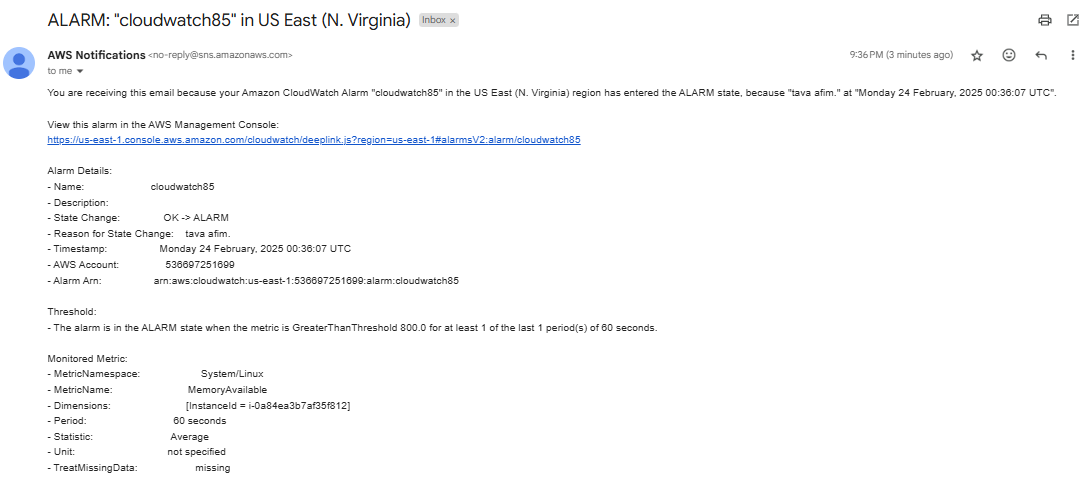 ALARM: "cloudwatch85" in US East (N. Virginia) Inbox ×
AWS Notifications <no-reply@sns.amazonaws.com> 9:36 PM (3 minutes ago)
to me
You are receiving this email because your Amazon CloudWatch Alarm "cloudwatch85" in the US East (N. Virginia) region has entered the ALARM state, because "tava afim." at "Monday 24 February, 2025 00:36:07 UTC".
View this alarm in the AWS Management Console:
https://us-east-1.console.aws.amazon.com/cloudwatch/deeplink.js?region=us-east-1#alarmsV2:alarm/cloudwatch85
Alarm Details:
- Name: cloudwatch85
- Description:
- State Change: OK -> ALARM
- Reason for State Change: tava afim.
- Timestamp: Monday 24 February, 2025 00:36:07 UTC
- AWS Account: 536697251699
- Alarm Arn: arn:aws:cloudwatch:us-east-1:536697251699:alarm:cloudwatch85
Threshold:
- The alarm is in the ALARM state when the metric is GreaterThanThreshold 800.0 for at least 1 of the last 1 period(s) of 60 seconds.
Monitored Metric:
- MetricNamespace: System/Linux
- MetricName: MemoryAvailable
- Dimensions: [InstanceId = i-0a84ea3b7af35f812]
- Period: 60 seconds
- Statistic: Average
- Unit: not specified
- TreatMissingData: missing